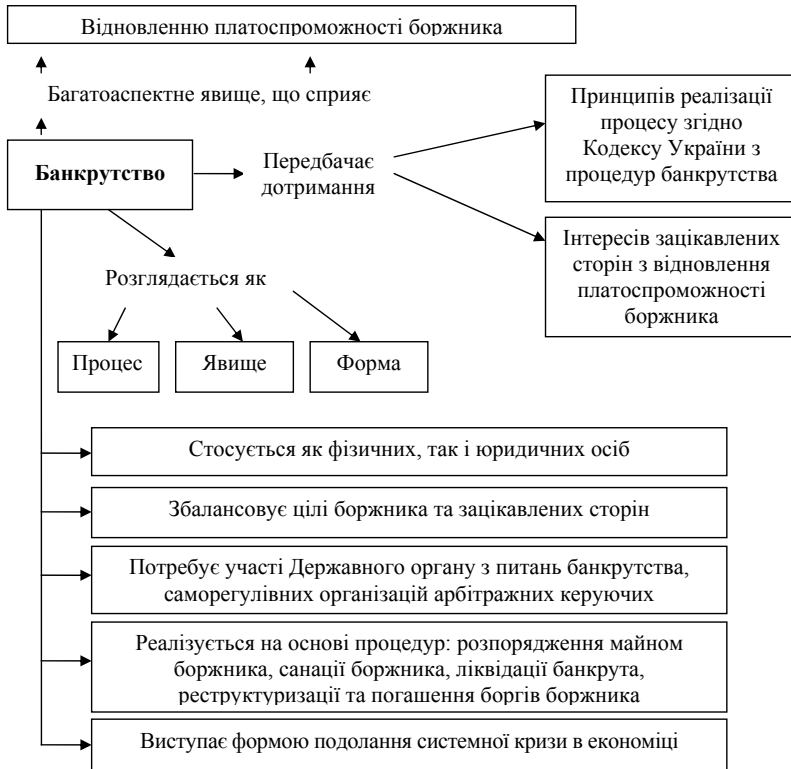 Відновленню платоспроможності боржника
Багатоаспектне явище, що сприяє
Банкрутство
Передбачає
дотримання
Принципів реалізації
процесу згідно
Кодексу України з
процедур банкрутства
Інтересів зацікавлених
сторін з відновлення
платоспроможності
боржника
Розглядається як
Процес
Явище
Форма
Стосується як фізичних, так і юридичних осіб
Збалансовує цілі боржника та зацікавлених сторін
Потребує участі Державного органу з питань банкрутства,
саморегулівних організацій арбітражних керуючих
Реалізується на основі процедур: розпорядження майном
боржника, санації боржника, ліквідації банкрута,
реструктуризації та погашення боргів боржника
Виступає формою подолання системної кризи в економіці